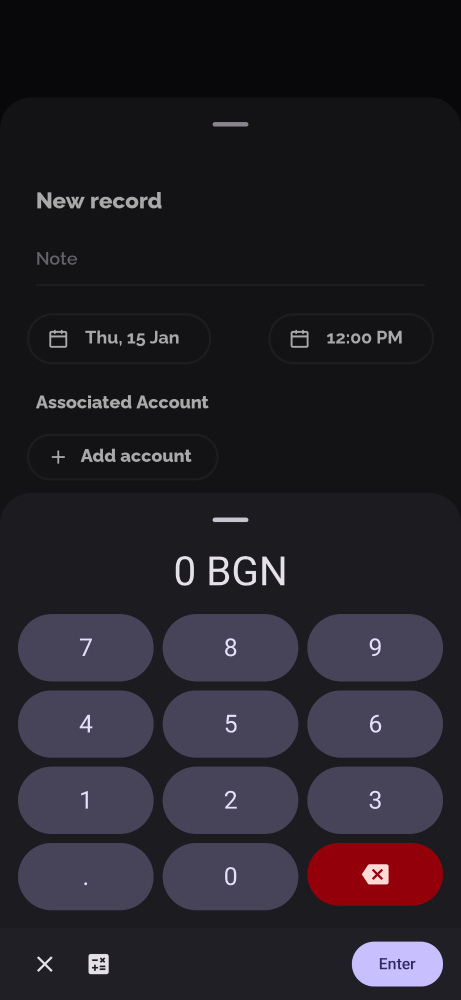 New record
Note
Thu, 15 Jan 12:00 PM
Associated Account
Add account
0 BGN
7 8 9
4 5 6
1 2 3
. 0
Enter